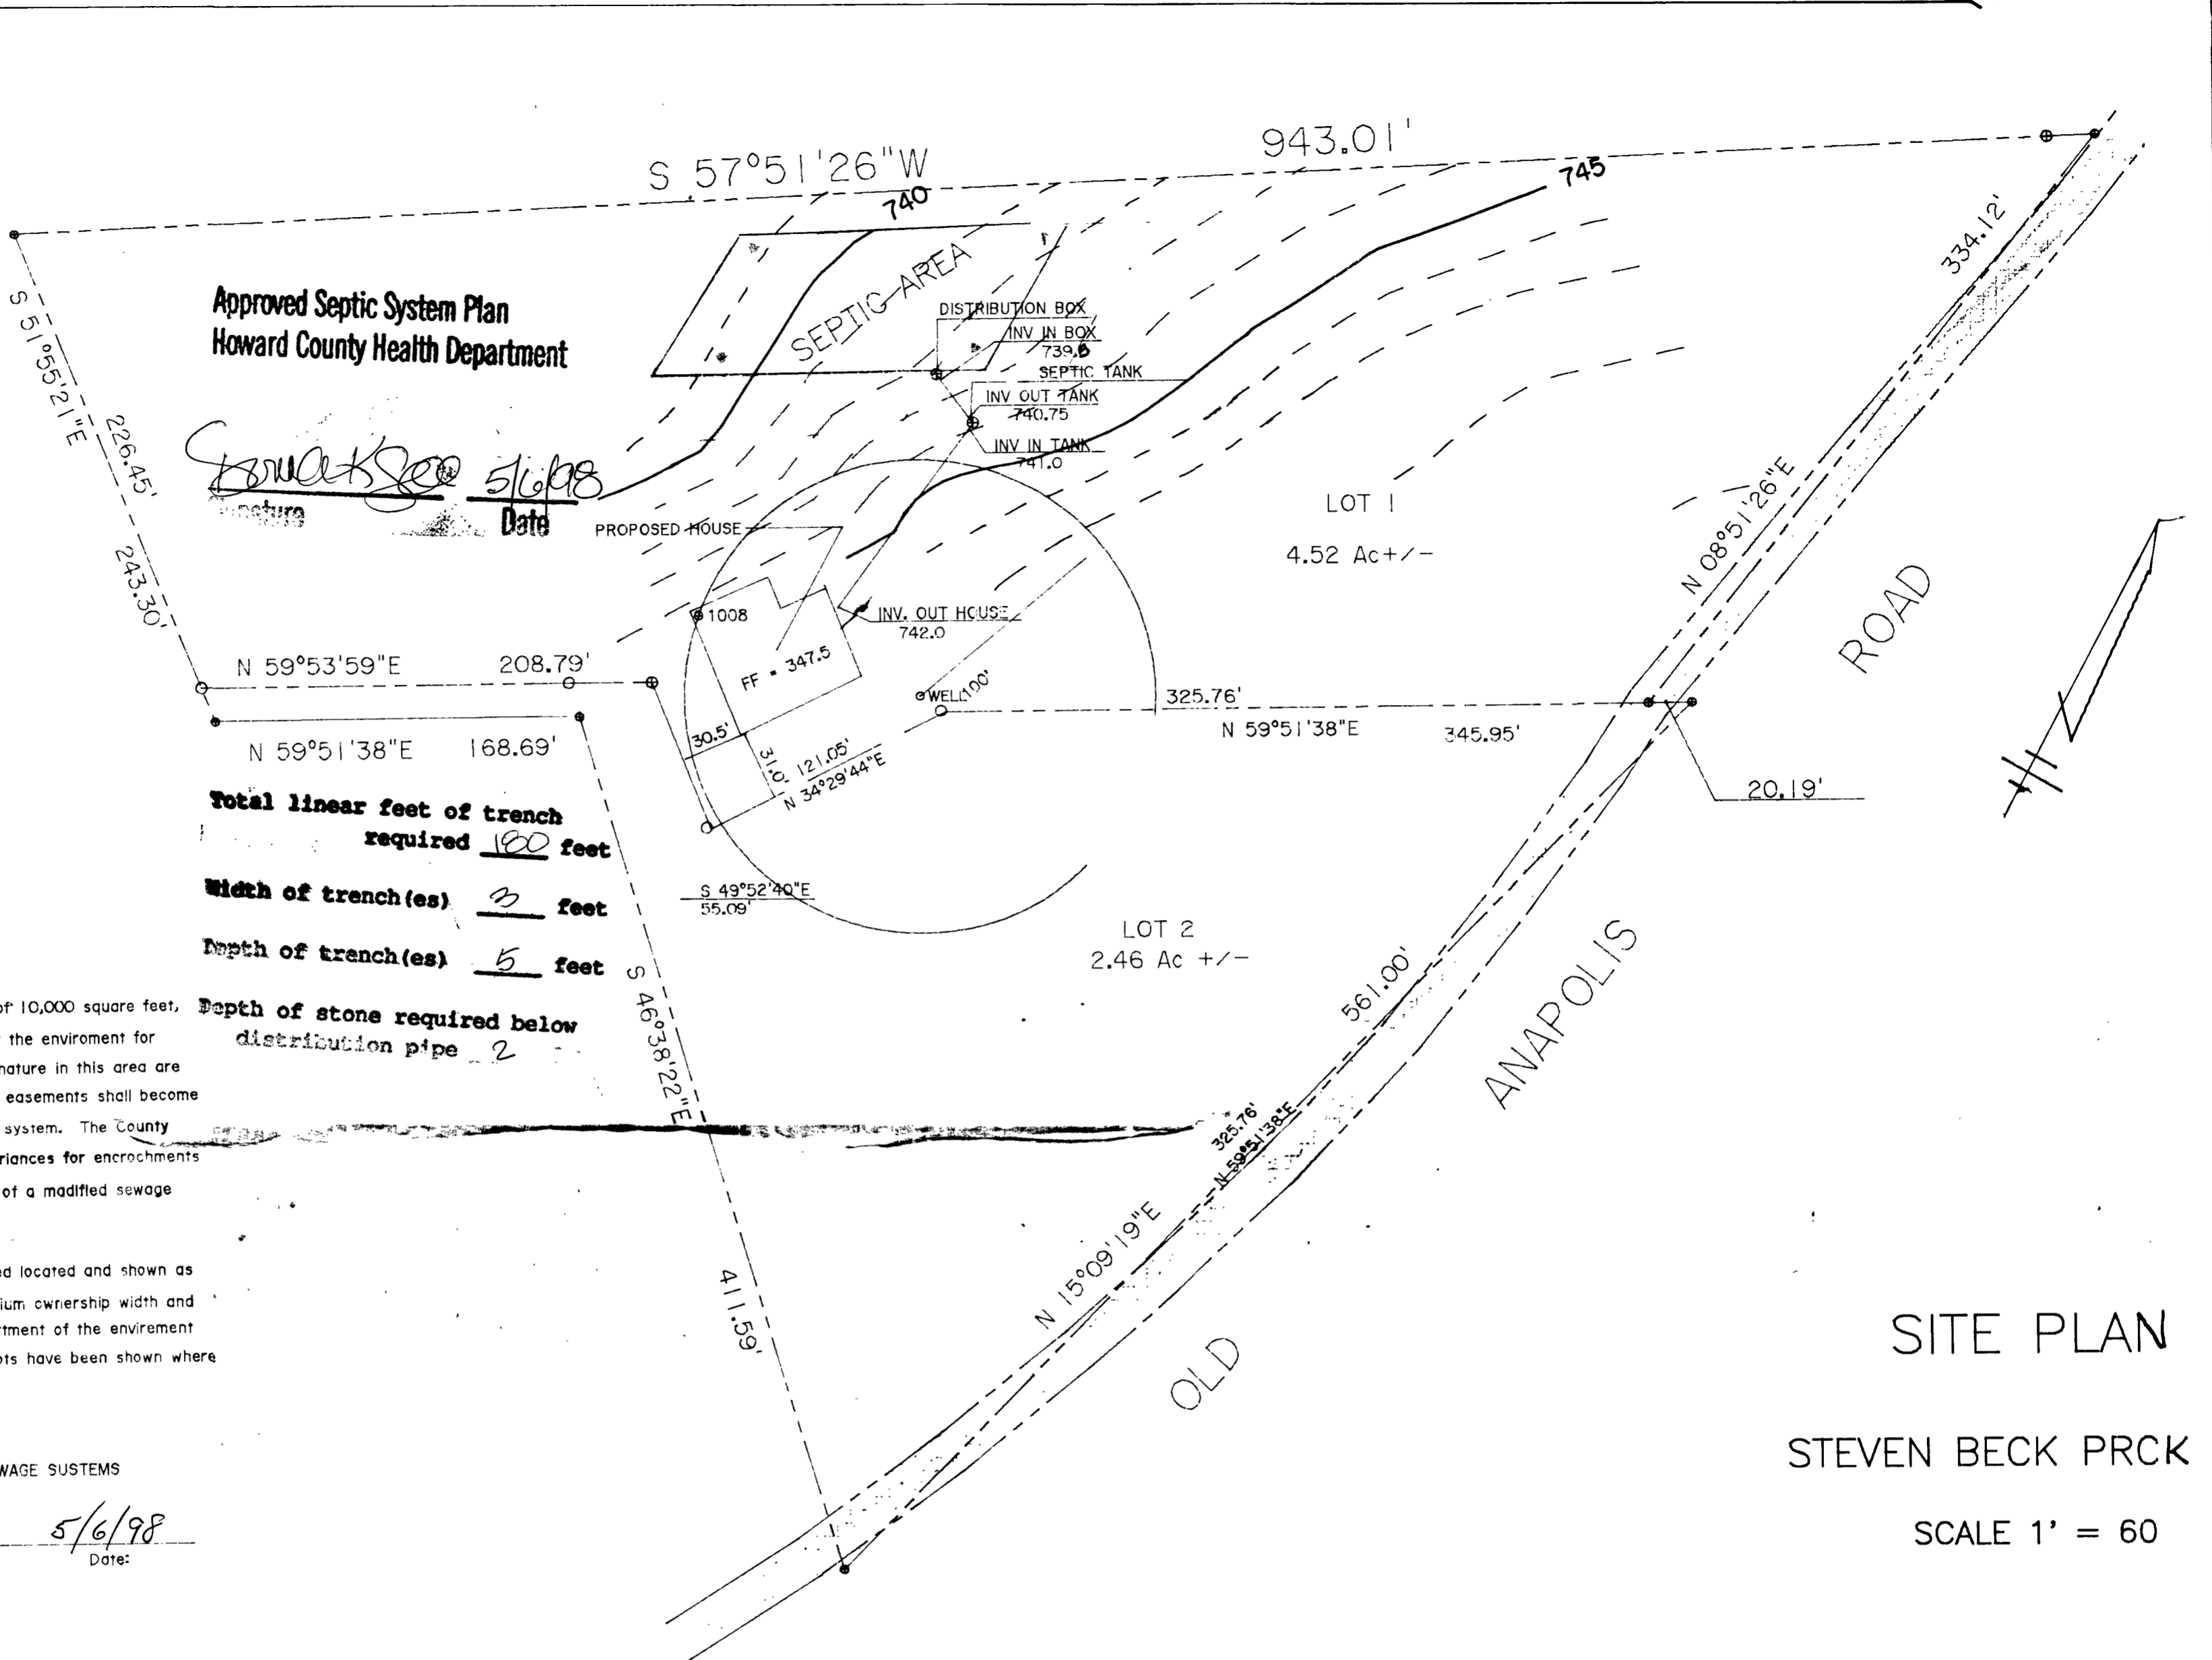 S 57°51'26"W
943.01'
740
745
334.12'
S 51°55'21"E
226.45'
243.30'
Approved Septic System Plan
Howard County Health Department
5/6/98
Date
SEPTIC AREA
DISTRIBUTION BOX
INV IN BOX
739.5
SEPTIC TANK
INV OUT TANK
740.75
INV IN TANK
741.0
PROPOSED HOUSE
LOT 1
4.52 Ac+/-
N 08°51'26"E
1008
INV. OUT HOUSE
742.0
FF = 347.5
WELL
100'
N 59°53'59"E 208.79'
325.76'
N 59°51'38"E 345.95'
20.19'
N 59°51'38"E 168.69'
30.5'
31.0'
121.05'
N 34°29'44"E
Total linear feet of trench
required 180 feet
Width of trench(es) 3 feet
Depth of trench(es) 5 feet
Depth of stone required below
distribution pipe 2
S 49°52'40"E
55.09'
LOT 2
2.46 Ac +/-
S 46°38'22"E
411.59'
561.00'
325.76'
N 59°51'38"E
N 15°09'19"E
OLD
ANAPOLIS
ROAD
of 10,000 square feet,
the enviroment for
nature in this area are
easements shall become
system. The County
riances for encrochments
of a madified sewage
ed located and shown as
ium ownership width and
rtment of the envirement
ots have been shown where
WAGE SUSTEMS
5/6/98
Date:
SITE PLAN
STEVEN BECK PRCK
SCALE 1' = 60